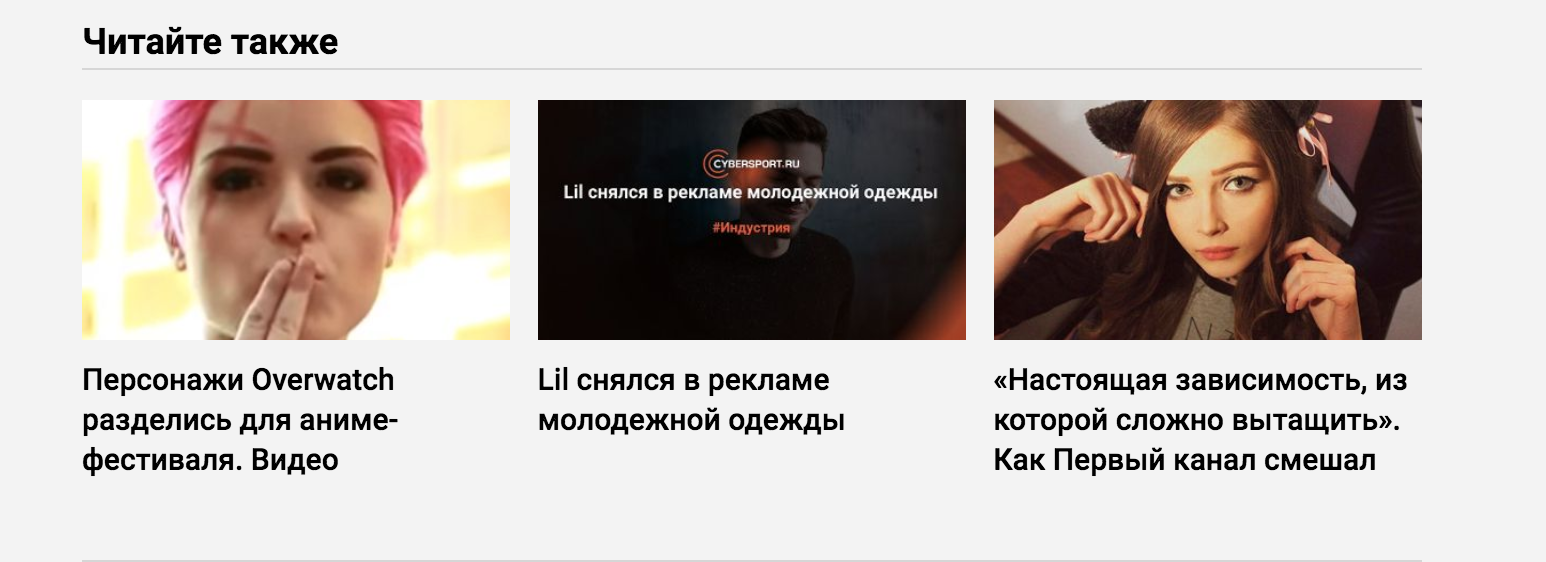 Читайте также
CYBERSPORT.RU
Lil снялся в рекламе молодежной одежды
#Индустрия
Персонажи Overwatch
разделись для аниме-
фестиваля. Видео
Lil снялся в рекламе
молодежной одежды
«Настоящая зависимость, из
которой сложно вытащить».
Как Первый канал смешал